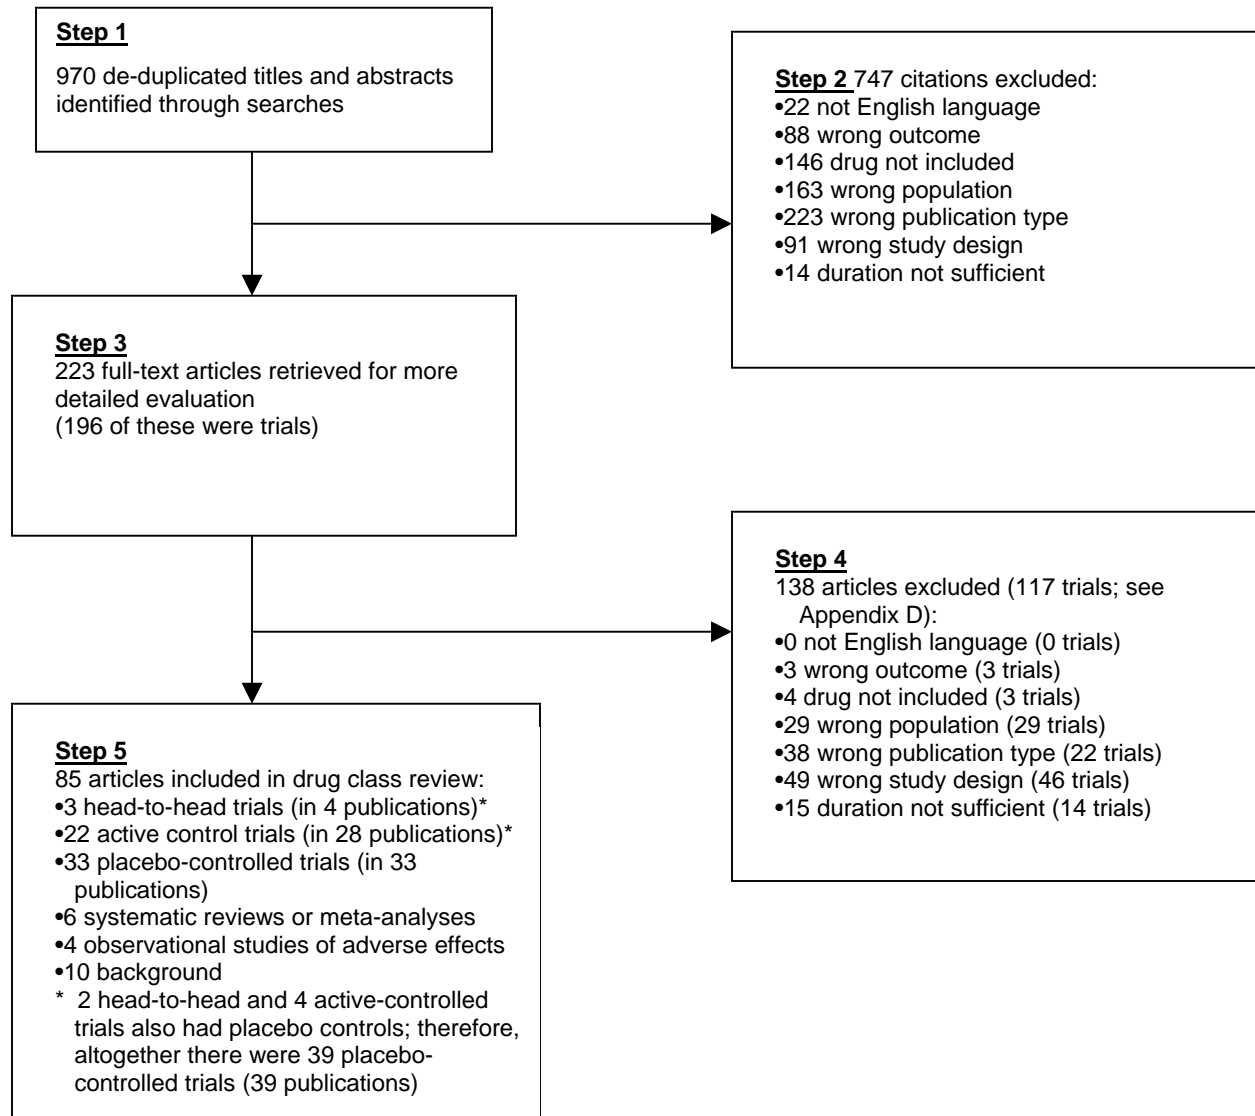 Step 1
970 de-duplicated titles and abstracts
identified through searches
Step 2 747 citations excluded:
•22 not English language
•88 wrong outcome
•146 drug not included
•163 wrong population
•223 wrong publication type
•91 wrong study design
•14 duration not sufficient
Step 3
223 full-text articles retrieved for more
detailed evaluation
(196 of these were trials)
Step 4
138 articles excluded (117 trials; see
Appendix D):
•0 not English language (0 trials)
•3 wrong outcome (3 trials)
•4 drug not included (3 trials)
•29 wrong population (29 trials)
•38 wrong publication type (22 trials)
•49 wrong study design (46 trials)
•15 duration not sufficient (14 trials)
Step 5
85 articles included in drug class review:
•3 head-to-head trials (in 4 publications)*
•22 active control trials (in 28 publications)*
•33 placebo-controlled trials (in 33
publications)
•6 systematic reviews or meta-analyses
•4 observational studies of adverse effects
•10 background
* 2 head-to-head and 4 active-controlled
trials also had placebo controls; therefore,
altogether there were 39 placebo-
controlled trials (39 publications)